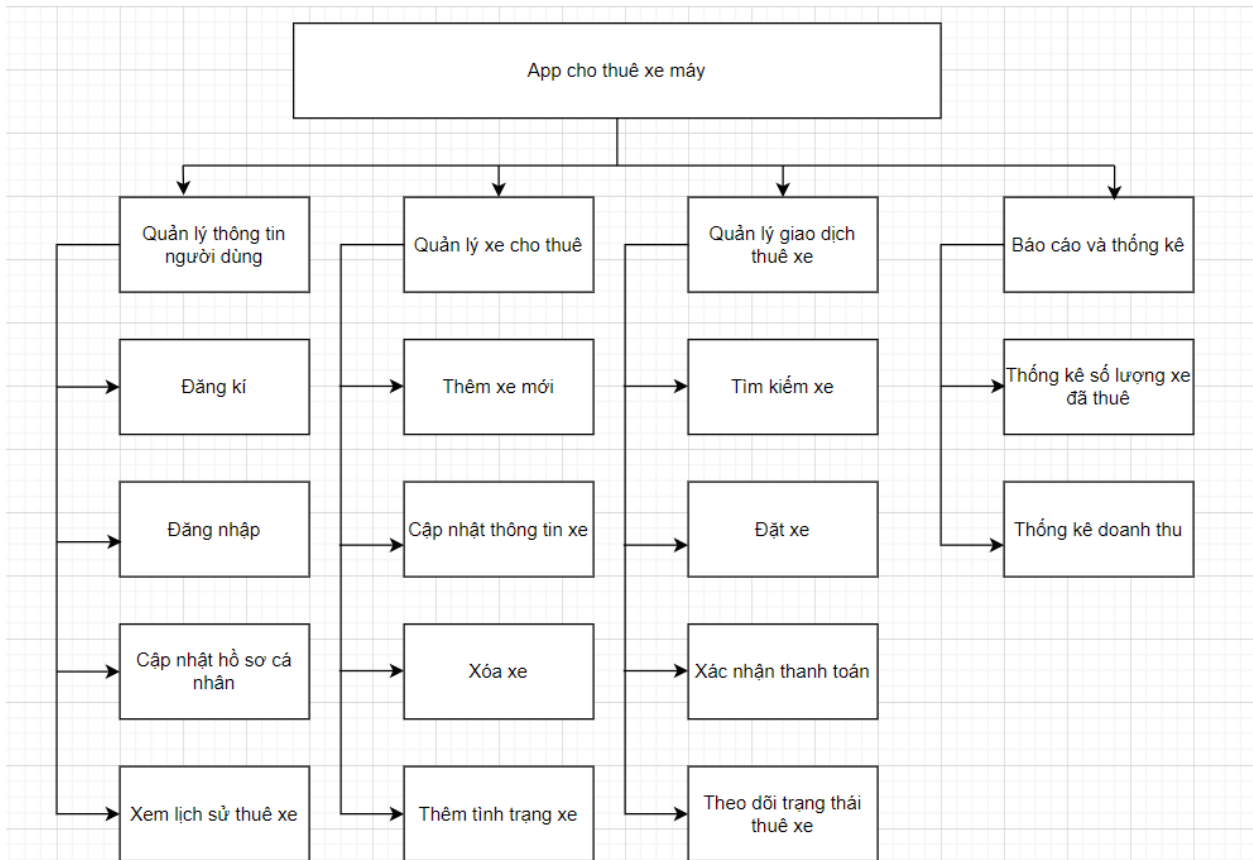 App cho thuê xe máy
Quản lý thông tin
người dùng
Quản lý xe cho thuê
Quản lý giao dịch
thuê xe
Báo cáo và thống kê
Đăng kí
Thêm xe mới
Tìm kiếm xe
Thống kê số lượng xe
đã thuê
Đăng nhập
Cập nhật thông tin xe
Đặt xe
Thống kê doanh thu
Cập nhật hồ sơ cá
nhân
Xóa xe
Xác nhận thanh toán
Xem lịch sử thuê xe
Thêm tình trạng xe
Theo dõi trạng thái
thuê xe